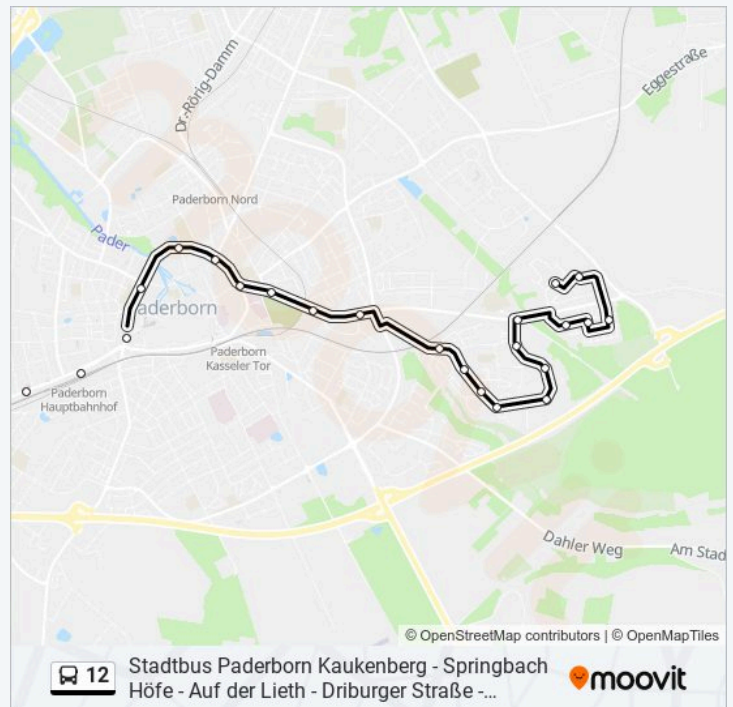 Dr.-Rörig-Damm
Eggestraße
Paderborn Nord
Pader
aderborn
Paderborn
Kasseler Tor
Paderborn
Hauptbahnhof
Dahler Weg
Am Stad
© OpenStreetMap contributors | © OpenMapTiles
12
Stadtbus Paderborn Kaukenberg - Springbach
Höfe - Auf der Lieth - Driburger Straße -...
moovit